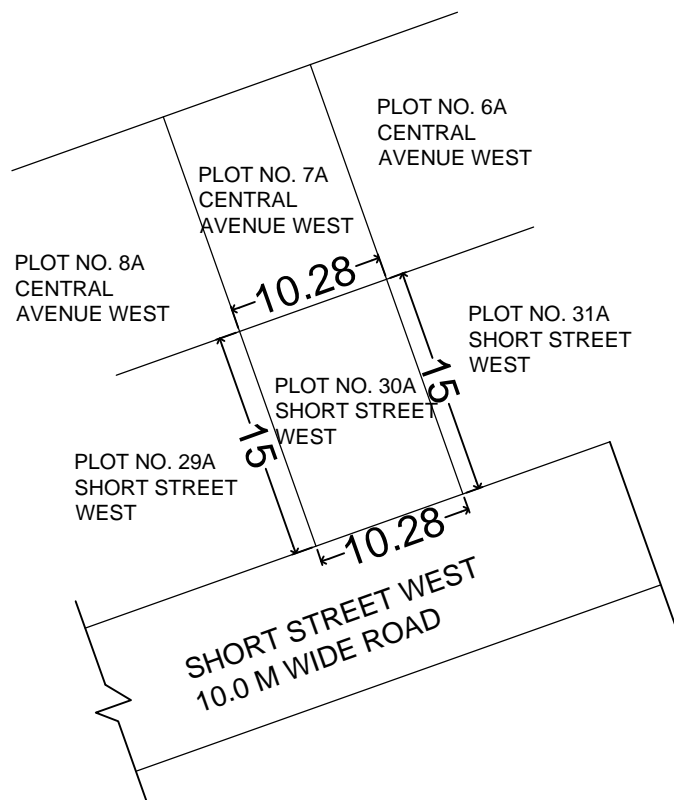 PLOT NO. 6A
CENTRAL
AVENUE WEST
PLOT NO. 7A
CENTRAL
AVENUE WEST
PLOT NO. 8A
CENTRAL
AVENUE WEST
10.28
PLOT NO. 31A
SHORT STREET
WEST
15
PLOT NO. 30A
SHORT STREET
WEST
15
PLOT NO. 29A
SHORT STREET
WEST
10.28
SHORT STREET WEST
10.0 M WIDE ROAD